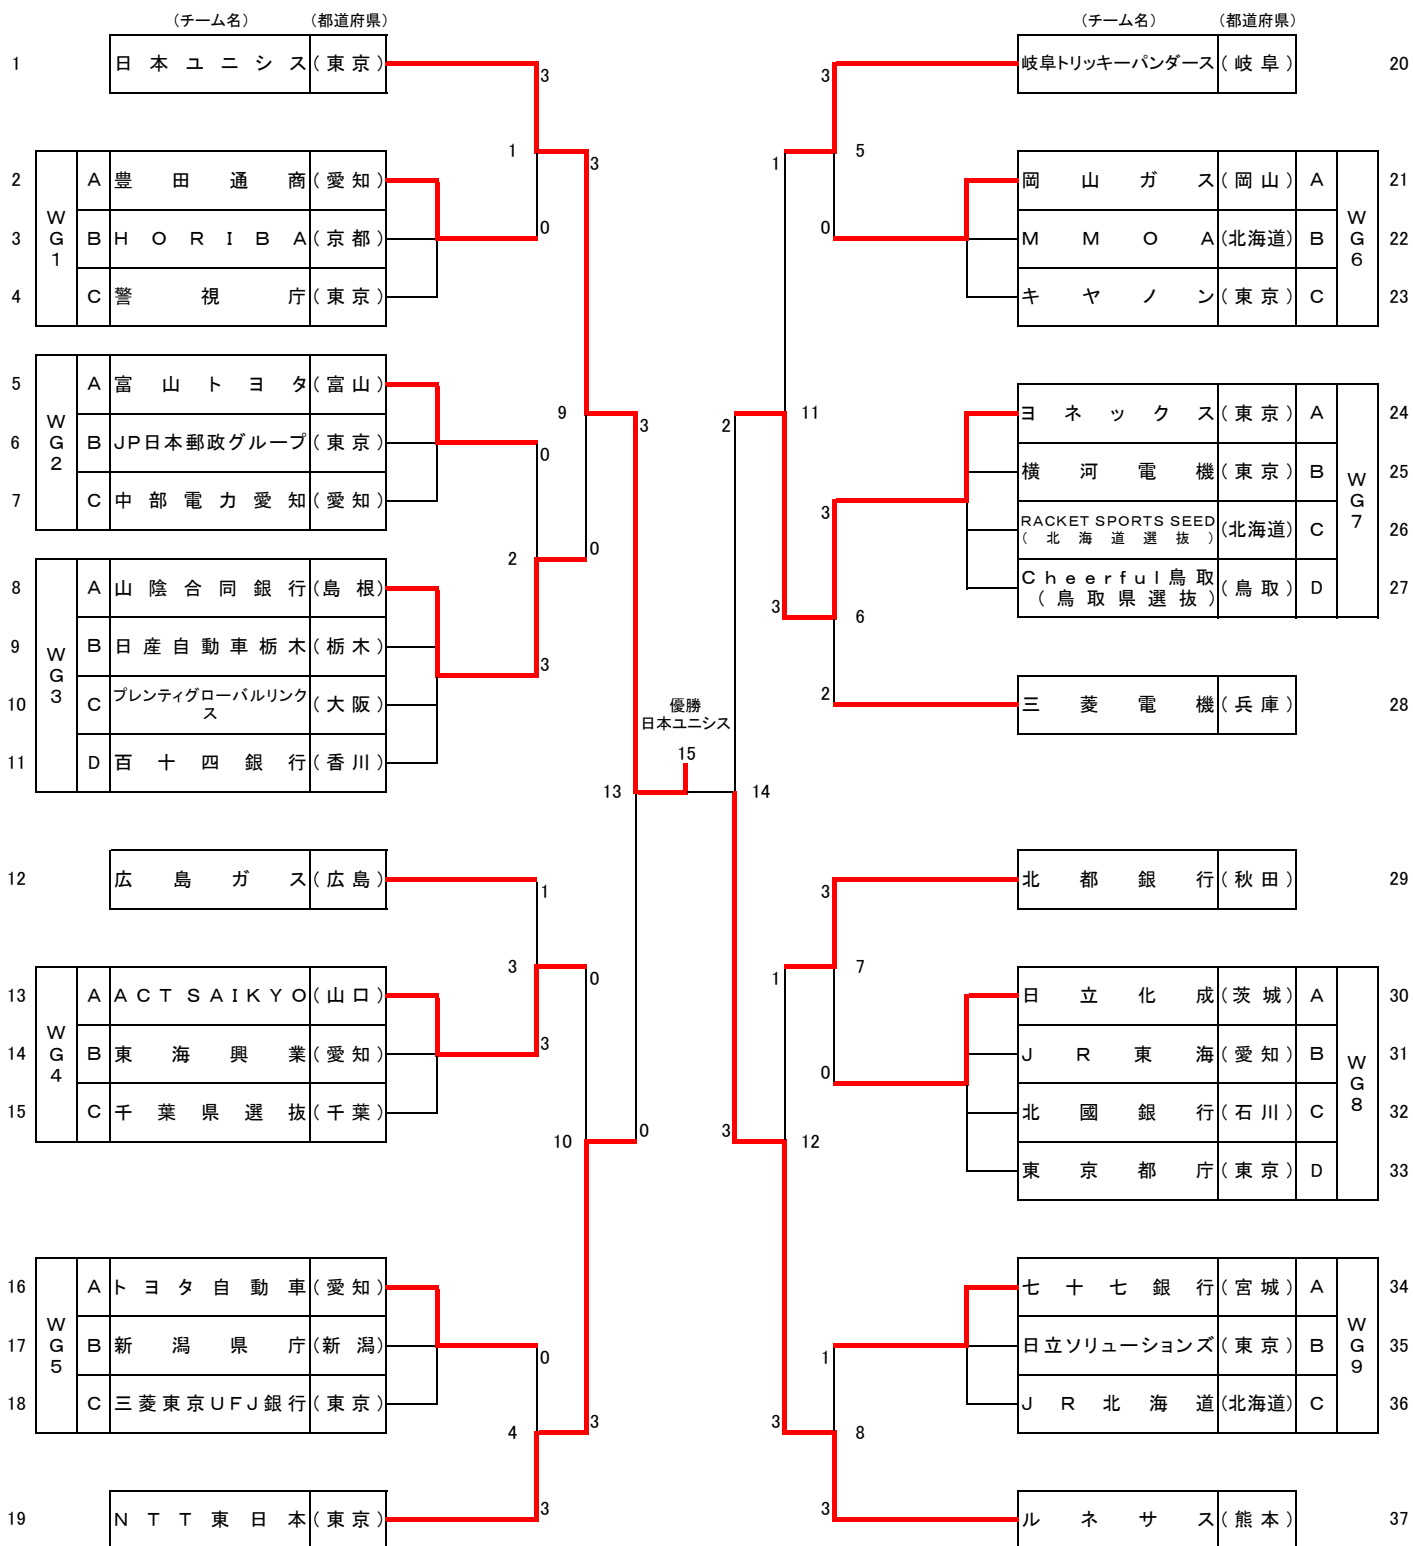 (チーム名) (都道府県)
1 日本ユニシス (東京)
WG1
2 A 豊田通商 (愛知)
3 B HORIBA (京都)
4 C 警視庁 (東京)
WG2
5 A 富山トヨタ (富山)
6 B JP日本郵政グループ (東京)
7 C 中部電力愛知 (愛知)
WG3
8 A 山陰合同銀行 (島根)
9 B 日産自動車栃木 (栃木)
10 C プレンティグローバルリンク
ス (大阪)
11 D 百十四銀行 (香川)
12 広島ガス (広島)
WG4
13 A ACT SAIKYO (山口)
14 B 東海興業 (愛知)
15 C 千葉県選抜 (千葉)
WG5
16 A トヨタ自動車 (愛知)
17 B 新潟県庁 (新潟)
18 C 三菱東京UFJ銀行 (東京)
19 NTT東日本 (東京)
3
1
3
0
9
3
0
2
0
3
13
1
3
0
3
10
0
0
4
3
3
優勝
日本ユニシス
15
3
1
5
0
2
11
3
3
6
2
14
3
1
7
0
3
12
1
3
8
3
(チーム名) (都道府県)
岐阜トリッキーパンダース (岐阜) 20
WG6
岡山ガス (岡山) A 21
MMOA (北海道) B 22
キヤノン (東京) C 23
WG7
ヨネックス (東京) A 24
横河電機 (東京) B 25
RACKET SPORTS SEED
(北海道選抜) (北海道) C 26
Cheerful鳥取
(鳥取県選抜) (鳥取) D 27
三菱電機 (兵庫) 28
北都銀行 (秋田) 29
WG8
日立化成 (茨城) A 30
JR東海 (愛知) B 31
北國銀行 (石川) C 32
東京都庁 (東京) D 33
WG9
七十七銀行 (宮城) A 34
日立ソリューションズ (東京) B 35
JR北海道 (北海道) C 36
ルネサス (熊本) 37